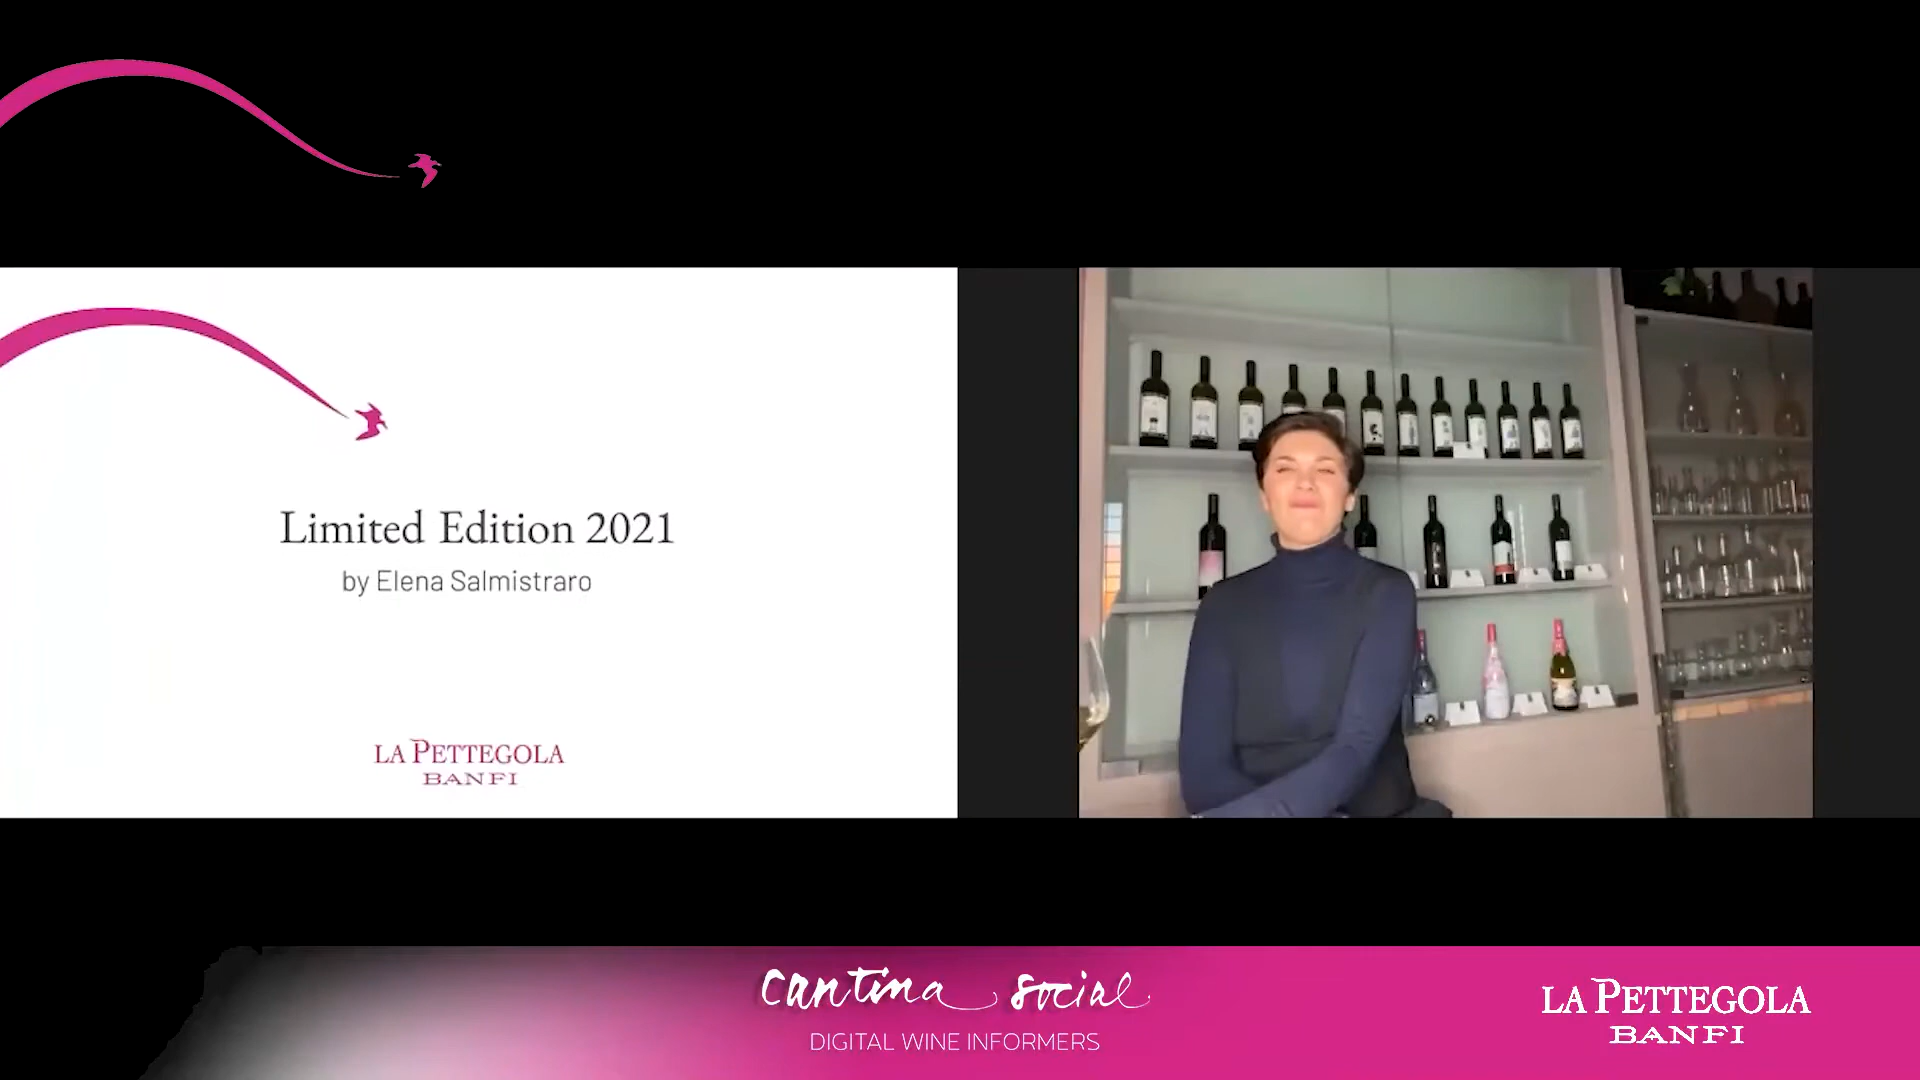 Limited Edition 2021
by Elena Salmistraro
LA PETTEGOLA
BANFI
cantina social
DIGITAL WINE INFORMERS
LA PETTEGOLA
BANFI